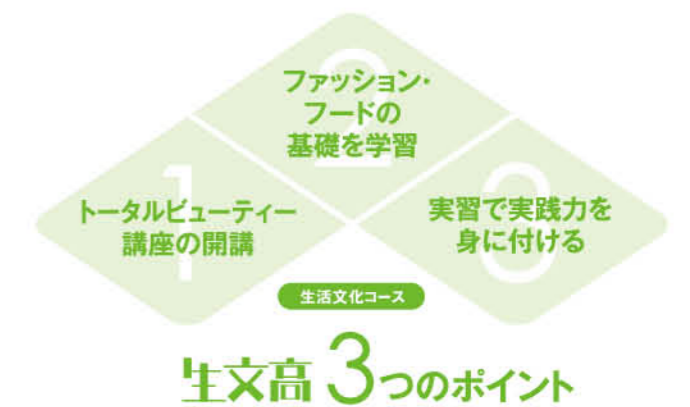 2
ファッション・
フードの
基礎を学習
1
トータルビューティー
講座の開講
3
実習で実践力を
身に付ける
生活文化コース
生文高 3つのポイント